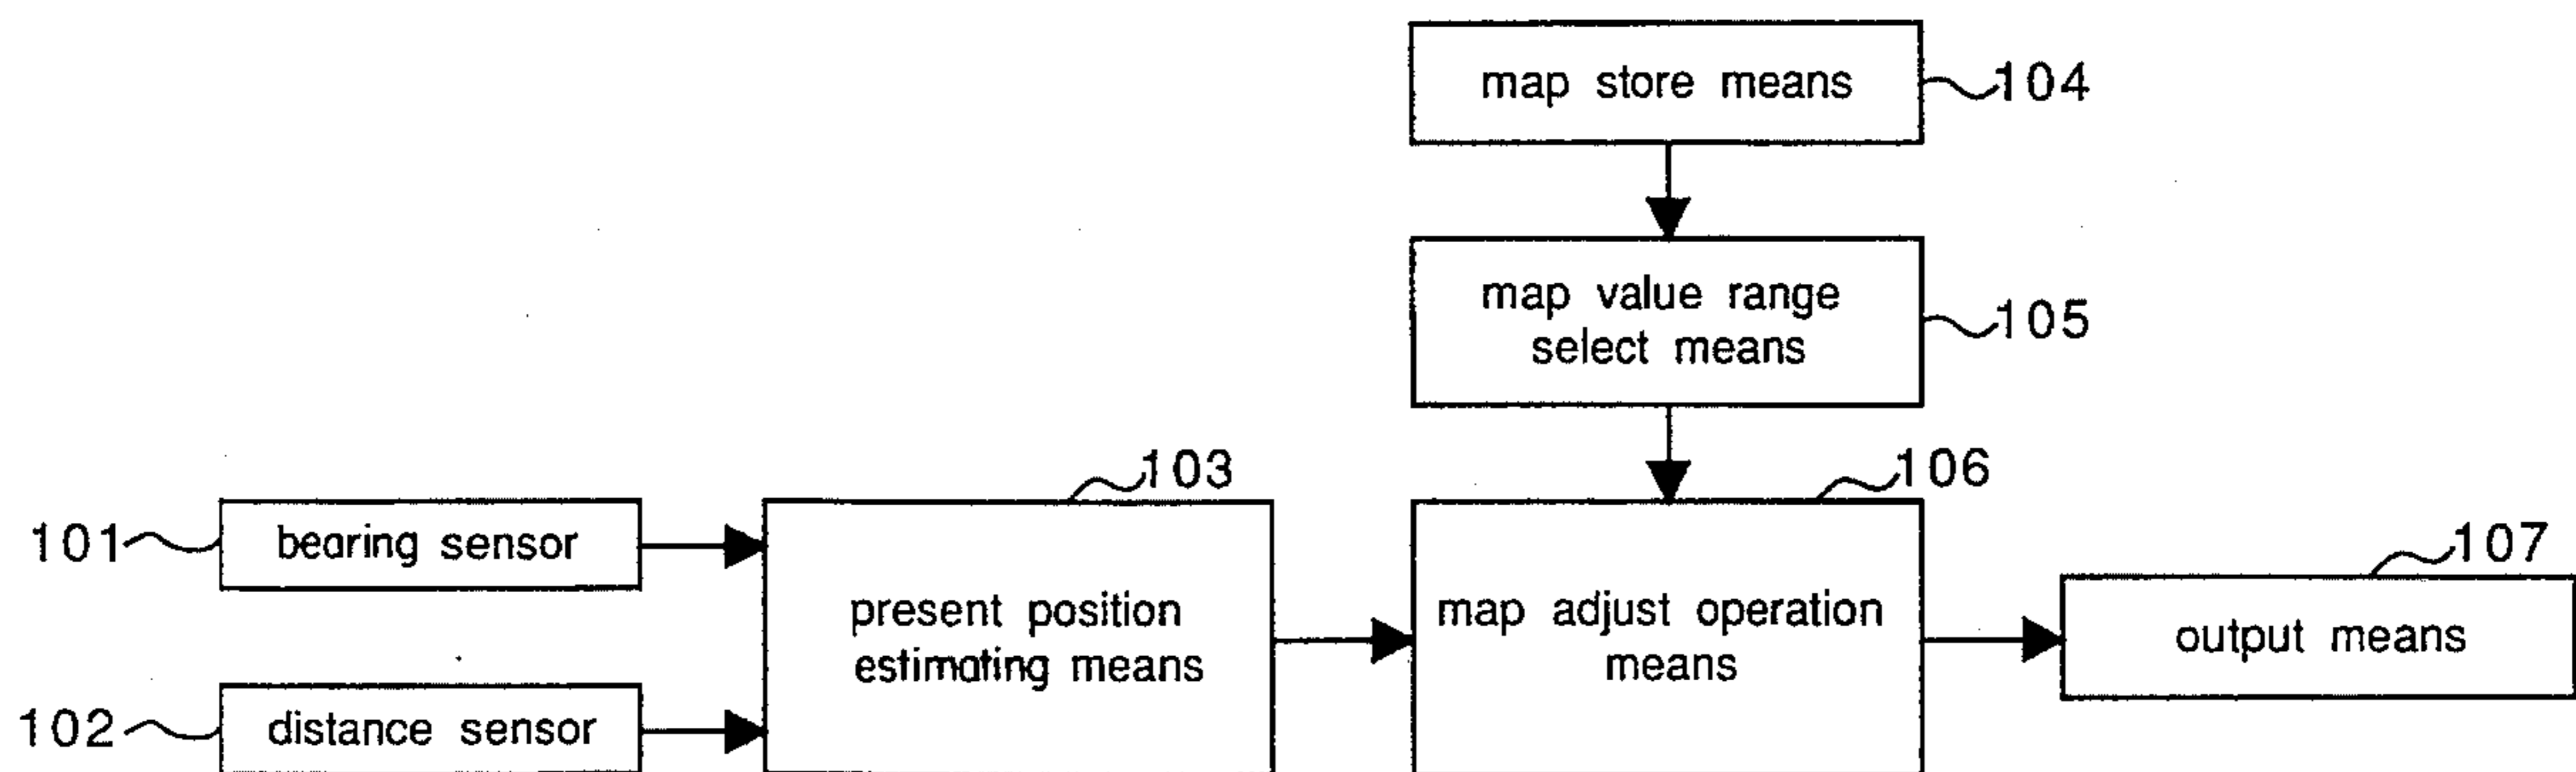 map store means
104
map value range
select means
105
103
106
101
bearing sensor
107
present position
estimating means
map adjust operation
means
output means
102
distance sensor